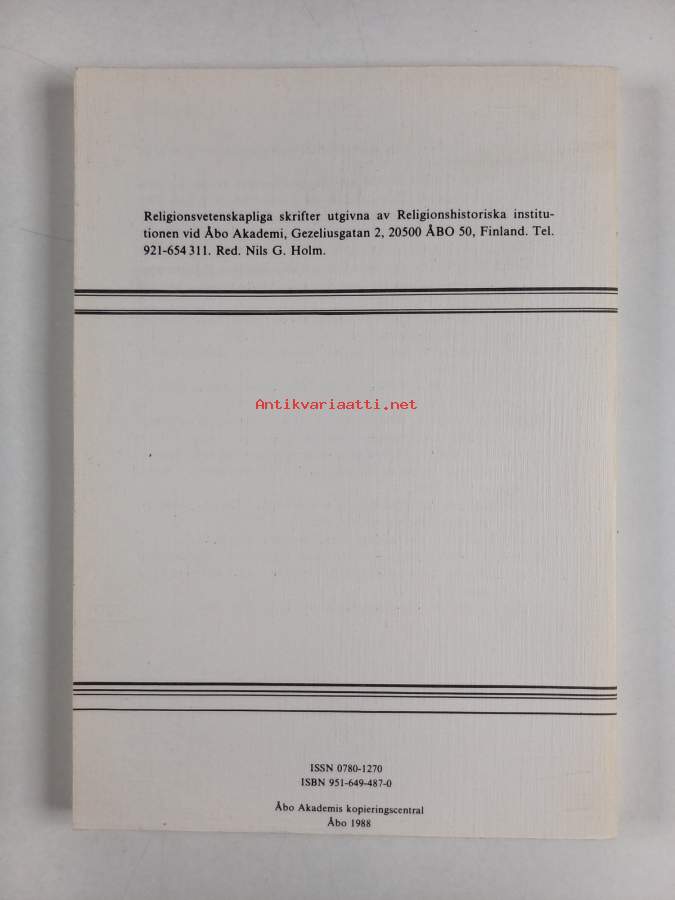 Religionsvetenskapliga skrifter utgivna av Religionshistoriska institu-
tionen vid Åbo Akademi, Gezeliusgatan 2, 20500 ÅBO 50, Finland. Tel.
921-654 311. Red. Nils G. Holm.
Antikvariaatti.net
ISSN 0780-1270
ISBN 951-649-487-0
Åbo Akademis kopieringscentral
Åbo 1988